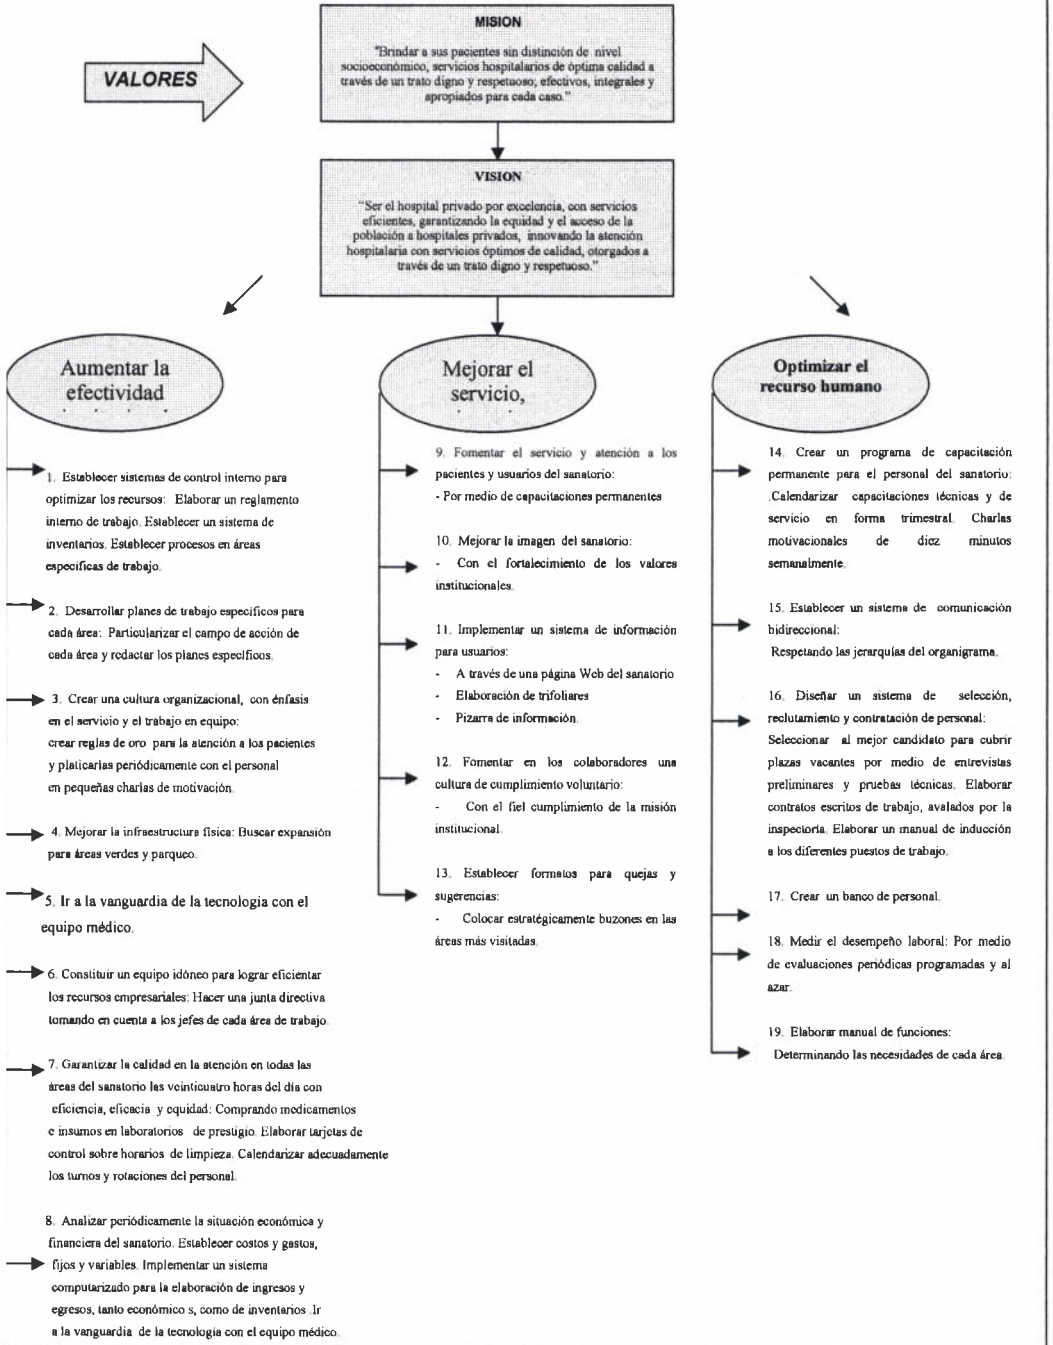 VALORES
MISION
"Brindar a sus pacientes sin distinción de nivel
socioeconómico, servicios hospitalarios de óptima calidad a
través de un trato digno y respetuoso; efectivos, integrales y
apropiados para cada caso."
VISION
"Ser el hospital privado por excelencia, con servicios
eficientes, garantizando la equidad y el acceso de la
población a hospitales privados, innovando la atención
hospitalaria con servicios óptimos de calidad, otorgados a
través de un trato digno y respetuoso."
Aumentar la
efectividad
1. Establecer sistemas de control interno para
optimizar los recursos: Elaborar un reglamento
interno de trabajo. Establecer un sistema de
inventarios. Establecer procesos en áreas
especificas de trabajo.
2. Desarrollar planes de trabajo específicos para
cada área: Particularizar el campo de acción de
cada área y redactar los planes específicos.
3. Crear una cultura organizacional, con énfasis
en el servicio y el trabajo en equipo:
crear reglas de oro para la atención a los pacientes
y platicarlas periódicamente con el personal
en pequeñas charlas de motivación.
4. Mejorar la infraestructura física: Buscar expansión
para áreas verdes y parqueo.
5. Ir a la vanguardia de la tecnologia con el
equipo médico.
6. Constituir un equipo idóneo para lograr eficientar
los recursos empresariales: Hacer una junta directiva
tomando en cuenta a los jefes de cada área de trabajo.
7. Garantizar la calidad en la atención en todas las
áreas del sanatorio las veinticuatro horas del día con
eficiencia, eficacia y equidad: Comprando medicamentos
e insumos en laboratorios de prestigio. Elaborar tarjetas de
control sobre horarios de limpieza. Calendarizar adecuadamente
los turnos y rotaciones del personal.
8. Analizar periódicamente la situación económica y
financiera del sanatorio. Establecer costos y gastos,
fijos y variables. Implementar un sistema
computarizado para la elaboración de ingresos y
egresos, tanto económico s, como de inventarios .Ir
a la vanguardia de la tecnologia con el equipo médico.
Mejorar el
servicio,
9. Fomentar el servicio y atención a los
pacientes y usuarios del sanatorio:
- Por medio de capacitaciones permanentes
10. Mejorar la imagen del sanatorio:
- Con el fortalecimiento de los valores
institucionales.
11. Implementar un sistema de información
para usuarios:
- A través de una página Web del sanatorio
- Elaboración de trifoliares
- Pizarra de información.
12. Fomentar en los colaboradores una
cultura de cumplimiento voluntario:
- Con el fiel cumplimiento de la misión
institucional.
13. Establecer formatos para quejas y
sugerencias:
- Colocar estratégicamente buzones en las
áreas más visitadas.
Optimizar el
recurso humano
14. Crear un programa de capacitación
permanente para el personal del sanatorio:
.Calendarizar capacitaciones técnicas y de
servicio en forma trimestral. Charlas
motivacionales de diez minutos
semanalmente.
15. Establecer un sistema de comunicación
bidireccional:
Respetando las jerarquías del organigrama.
16. Diseñar un sistema de selección,
reclutamiento y contratación de personal:
Seleccionar al mejor candidato para cubrir
plazas vacantes por medio de entrevistas
preliminares y pruebas técnicas. Elaborar
contratos escritos de trabajo, avalados por la
inspectoría. Elaborar un manual de inducción
a los diferentes puestos de trabajo.
17. Crear un banco de personal.
18. Medir el desempeño laboral: Por medio
de evaluaciones periódicas programadas y al
azar.
19. Elaborar manual de funciones:
Determinando las necesidades de cada área.